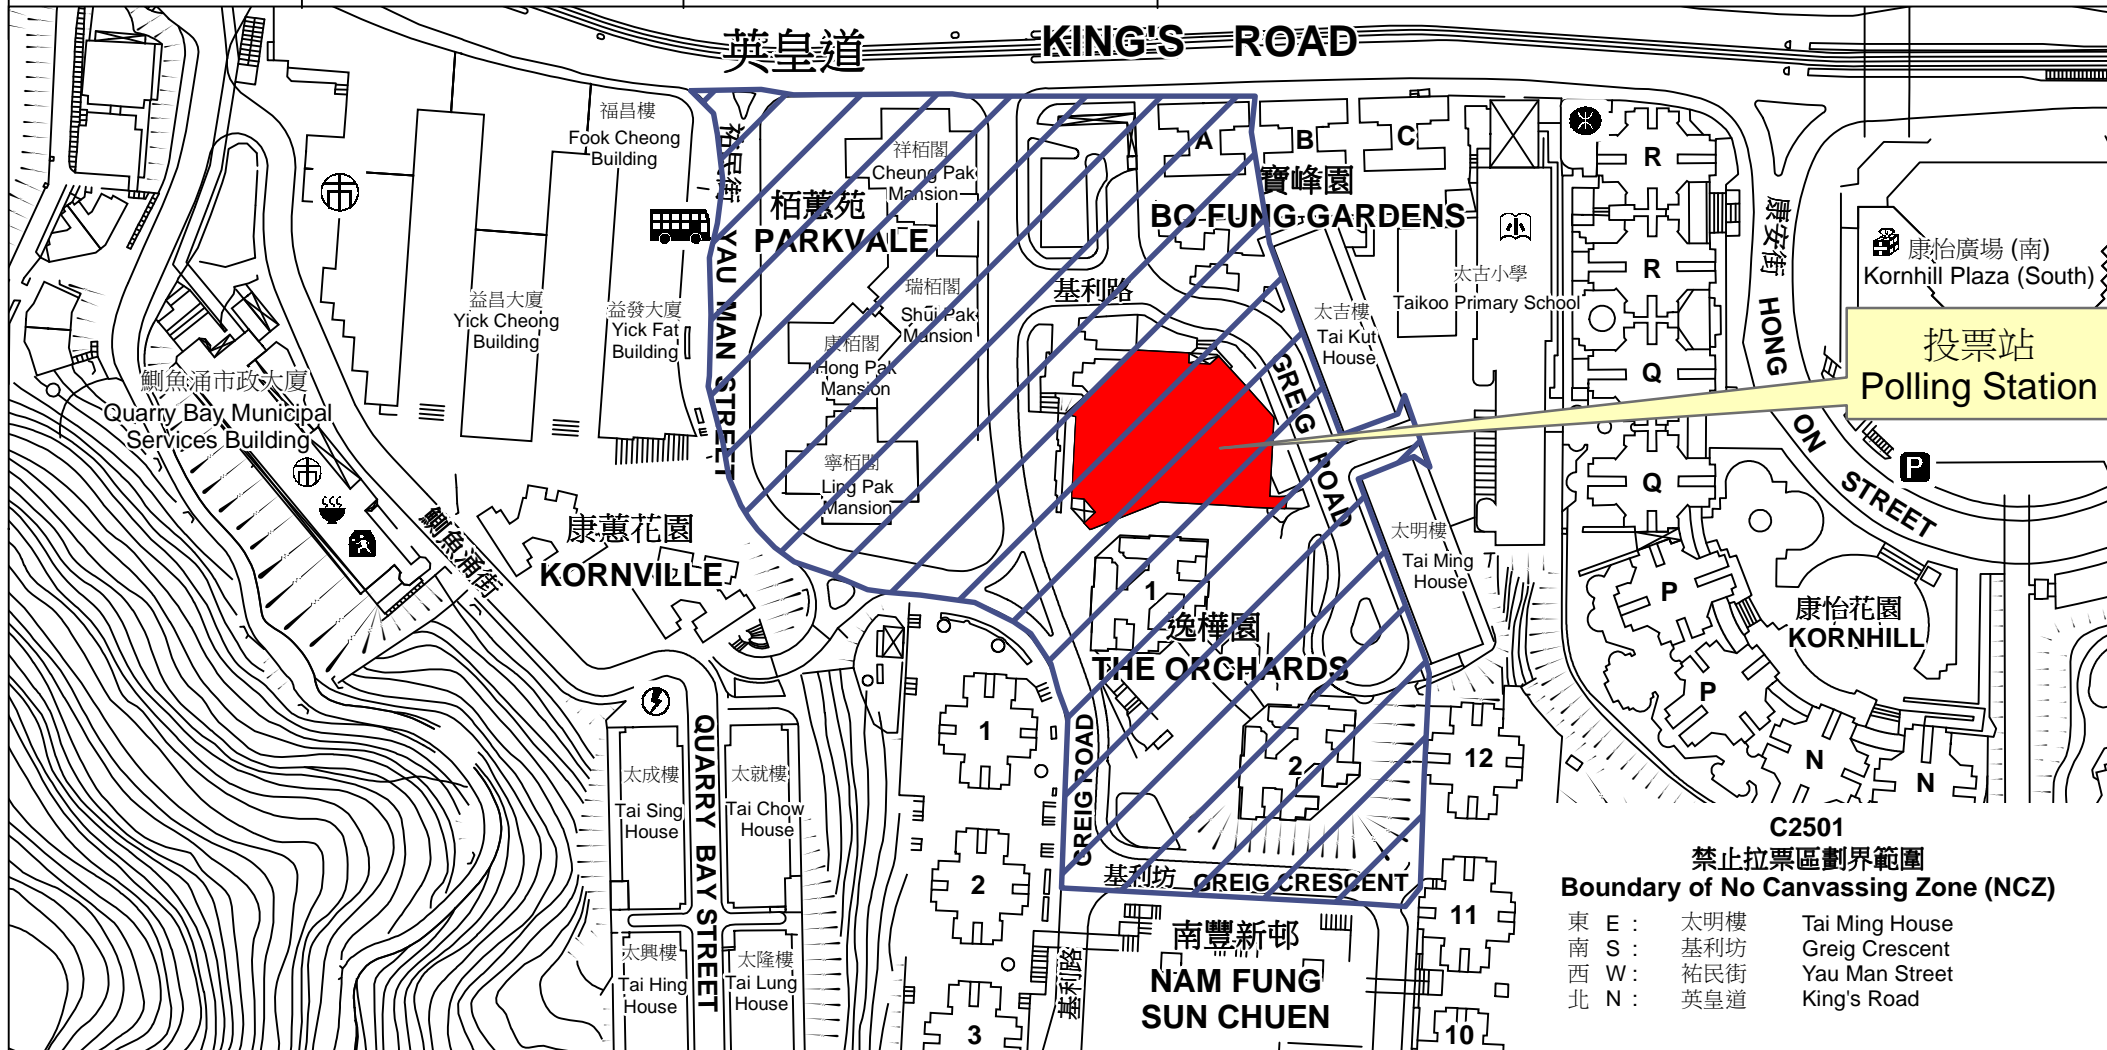 英皇道 KING'S ROAD
福昌樓
Fook Cheong
Building
祐民街
YAU MAN STREET
祥栢閣
Cheung Pak
Mansion
栢蕙苑
PARKVALE
瑞栢閣
Shui Pak
Mansion
康栢閣
Hong Pak
Mansion
寧栢閣
Ling Pak
Mansion
A
B
C
寶峰園
BO-FUNG GARDENS
基利路
GREIG ROAD
太吉樓
Tai Kut
House
太古小學
Taikoo Primary School
R
R
Q
Q
康安街
HONG ON STREET
康怡廣場 (南)
Kornhill Plaza (South)
投票站
Polling Station
P
益昌大廈
Yick Cheong
Building
益發大廈
Yick Fat
Building
鰂魚涌市政大廈
Quarry Bay Municipal
Services Building
鰂魚涌街
康蕙花園
KORNVILLE
太明樓
Tai Ming
House
1
逸樺園
THE ORCHARDS
2
P
P
N
N
康怡花園
KORNHILL
QUARRY BAY STREET
太成樓
Tai Sing
House
太就樓
Tai Chow
House
太興樓
Tai Hing
House
太隆樓
Tai Lung
House
1
2
3
GREIG ROAD
基利路
基利坊 GREIG CRESCENT
南豐新邨
NAM FUNG
SUN CHUEN
12
11
10
C2501
禁止拉票區劃界範圍
Boundary of No Canvassing Zone (NCZ)
東 E : 太明樓 Tai Ming House
南 S : 基利坊 Greig Crescent
西 W : 祐民街 Yau Man Street
北 N : 英皇道 King's Road